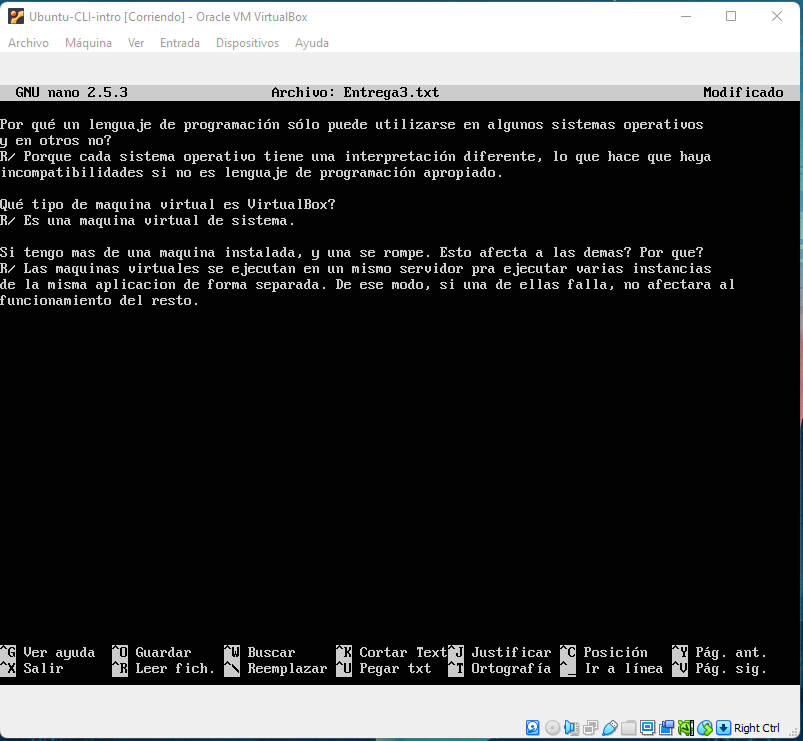 Ubuntu-CLI-intro [Corriendo] - Oracle VM VirtualBox
Archivo Máquina Ver Entrada Dispositivos Ayuda
GNU nano 2.5.3 Archivo: Entrega3.txt Modificado
Por qué un lenguaje de programación sólo puede utilizarse en algunos sistemas operativos
y en otros no?
R/ Porque cada sistema operativo tiene una interpretación diferente, lo que hace que haya
incompatibilidades si no es lenguaje de programación apropiado.
Qué tipo de maquina virtual es VirtualBox?
R/ Es una maquina virtual de sistema.
Si tengo mas de una maquina instalada, y una se rompe. Esto afecta a las demas? Por que?
R/ Las maquinas virtuales se ejecutan en un mismo servidor pra ejecutar varias instancias
de la misma aplicacion de forma separada. De ese modo, si una de ellas falla, no afectara al
funcionamiento del resto.
^G Ver ayuda ^O Guardar ^W Buscar ^K Cortar Text ^J Justificar ^C Posición ^Y Pág. ant.
^X Salir ^R Leer fich. ^\ Reemplazar ^U Pegar txt ^T Ortografía ^_ Ir a línea ^V Pág. sig.
Right Ctrl